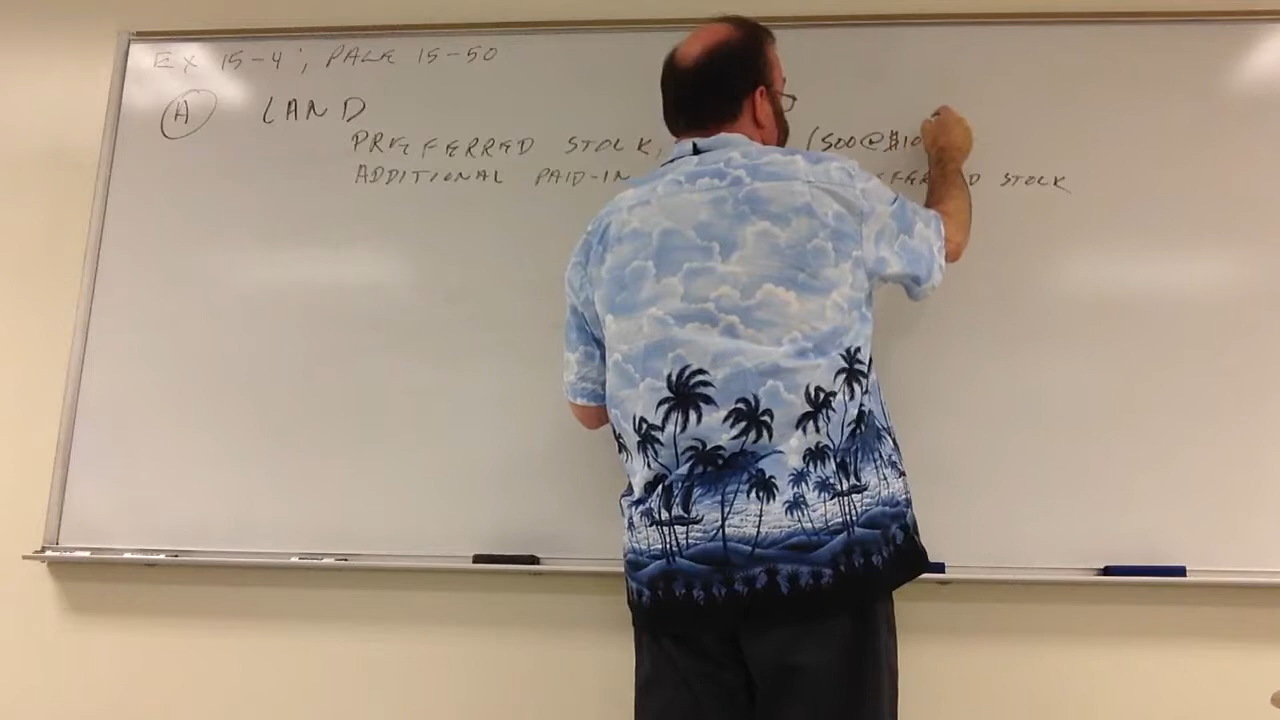 Ex 15-4; PAGE 15-50
A LAND
PREFERRED STOCK, (500@$10
ADDITIONAL PAID-IN STOCK